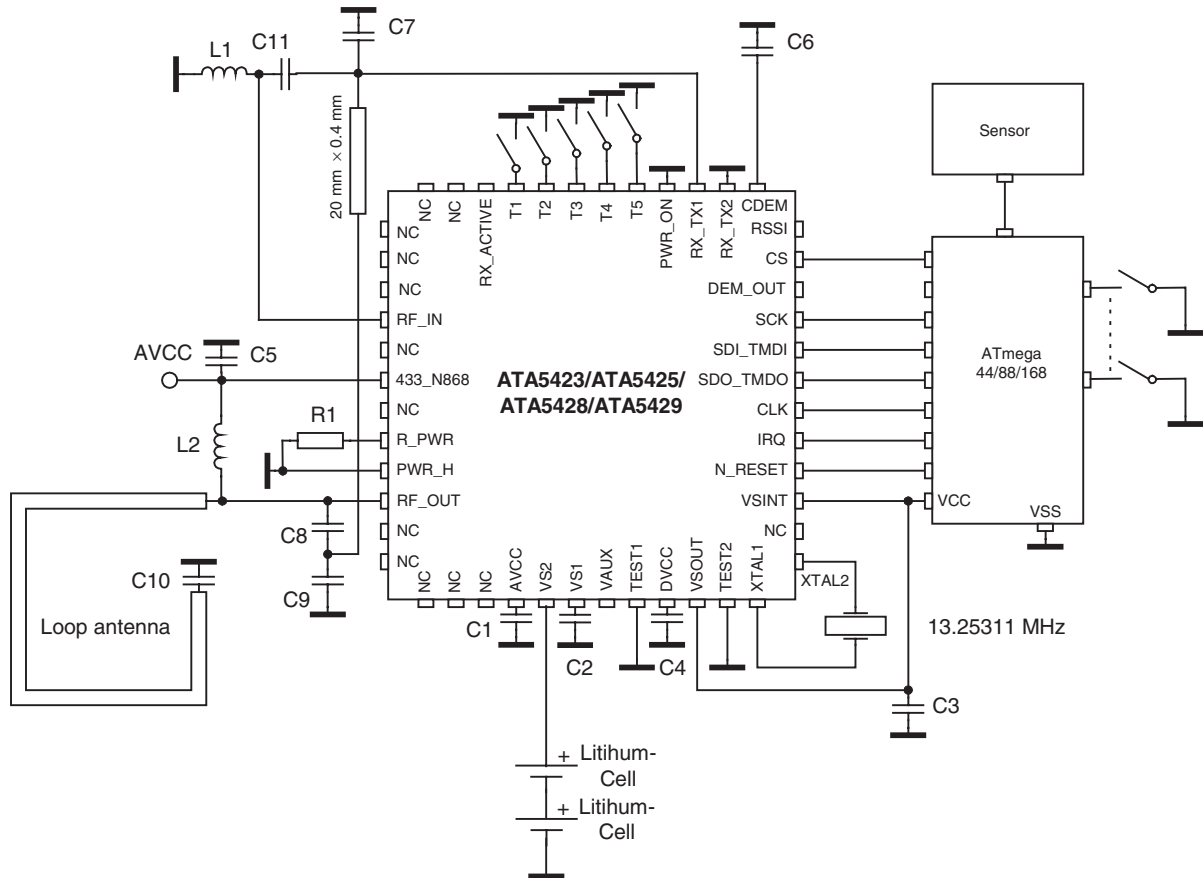 C7
C11
L1
C6
20 mm × 0.4 mm
Sensor
NC
NC
RX_ACTIVE
T1
T2
T3
T4
T5
PWR_ON
RX_TX1
RX_TX2
CDEM
NC
NC
NC
RF_IN
NC
433_N868
NC
R_PWR
PWR_H
RF_OUT
NC
NC
RSSI
CS
DEM_OUT
SCK
SDI_TMDI
SDO_TMDO
CLK
IRQ
N_RESET
VSINT
NC
XTAL2
ATA5423/ATA5425/
ATA5428/ATA5429
NC
NC
NC
AVCC
VS2
VS1
VAUX
TEST1
DVCC
VSOUT
TEST2
XTAL1
AVCC
C5
L2
R1
C8
C9
C10
Loop antenna
C1
C2
C4
ATmega
44/88/168
VCC
VSS
13.25311 MHz
C3
+ Litihum-
Cell
+ Litihum-
Cell